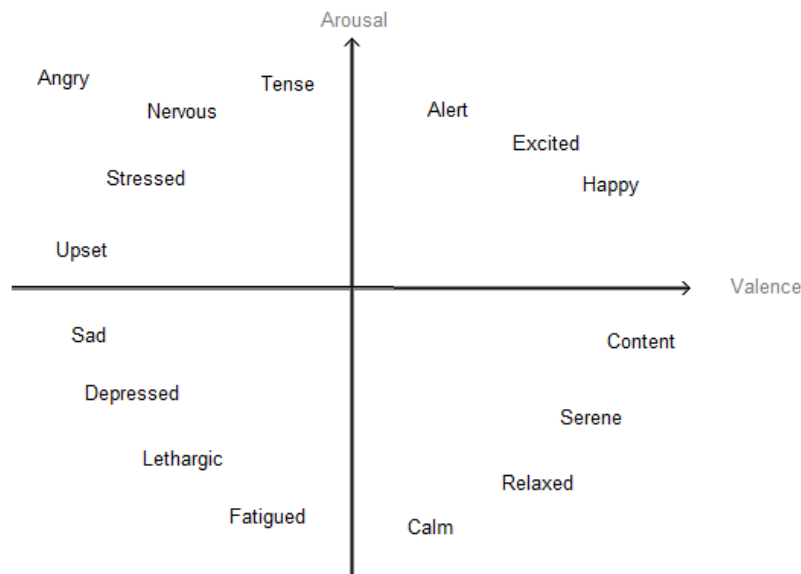 Arousal
Angry
Tense
Nervous
Alert
Excited
Stressed
Happy
Upset
Valence
Sad
Content
Depressed
Serene
Lethargic
Relaxed
Fatigued
Calm